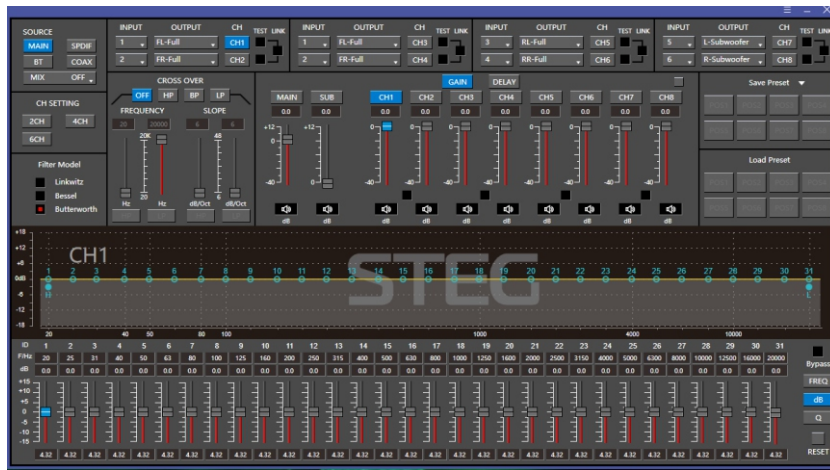 SOURCE
MAIN SPDIF
BT COAX
MIX OFF
CH SETTING
2CH 4CH
6CH
Filter Model
Linkwitz
Bessel
Butterworth
INPUT OUTPUT CH TEST LINK
1 FL-Full CH1
2 FR-Full CH2
INPUT OUTPUT CH TEST LINK
1 FL-Full CH3
2 FR-Full CH4
INPUT OUTPUT CH TEST LINK
3 RL-Full CH5
4 RR-Full CH6
INPUT OUTPUT CH TEST LINK
5 L-Subwoofer CH7
6 R-Subwoofer CH8
CROSS OVER
OFF HP BP LP
FREQUENCY SLOPE
20 20000 6 6
20K 48
20 6
Hz Hz dB/Oct dB/Oct
GAIN DELAY
MAIN SUB CH1 CH2 CH3 CH4 CH5 CH6 CH7 CH8
0.0 0.0 0.0 0.0 0.0 0.0 0.0 0.0 0.0 0.0
+12 +12 0 0 0 0 0 0 0 0
-40 0 -40 -40 -40 -40 -40 -40 -40 -40
dB dB dB dB dB dB dB dB dB dB
Save Preset
Load Preset
CH1
STEG
+18
+12
+6
0dB
-6
-12
-18
1 2 3 4 5 6 7 8 9 10 11 12 13 14 15 16 17 18 19 20 21 22 23 24 25 26 27 28 29 30 31
H L
20 40 50 80 100 1000 4000 10000
ID 1 2 3 4 5 6 7 8 9 10 11 12 13 14 15 16 17 18 19 20 21 22 23 24 25 26 27 28 29 30 31
F/Hz 20 25 31 40 50 63 80 100 125 160 200 250 315 400 500 630 800 1000 1250 1600 2000 2500 3150 4000 5000 6300 8000 10000 12500 16000 20000
dB 0.0 0.0 0.0 0.0 0.0 0.0 0.0 0.0 0.0 0.0 0.0 0.0 0.0 0.0 0.0 0.0 0.0 0.0 0.0 0.0 0.0 0.0 0.0 0.0 0.0 0.0 0.0 0.0 0.0 0.0 0.0
+15
+10
+5
0
-5
-10
-15
4.32 4.32 4.32 4.32 4.32 4.32 4.32 4.32 4.32 4.32 4.32 4.32 4.32 4.32 4.32 4.32 4.32 4.32 4.32 4.32 4.32 4.32 4.32 4.32 4.32 4.32 4.32 4.32 4.32 4.32 4.32
Bypass
FREQ
dB
Q
RESET